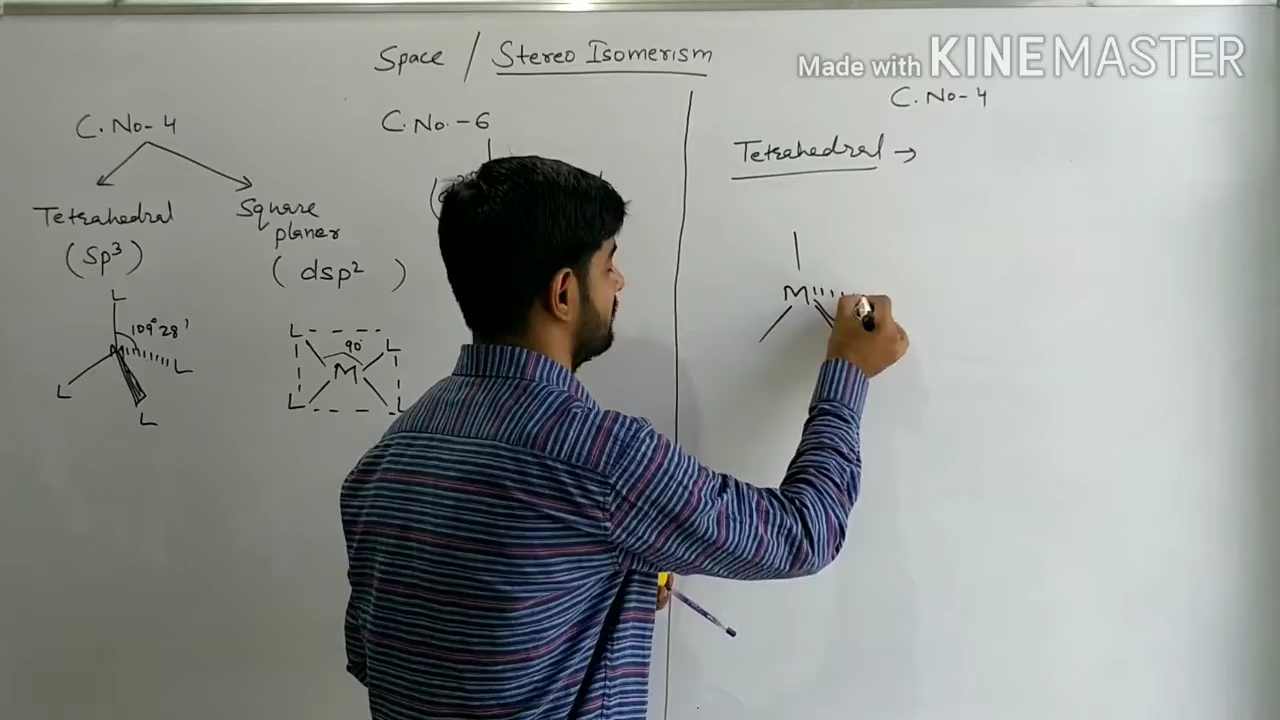 Space / Stereo Isomerism
Made with KINEMASTER
C.No-4
Tetrahedral
(Sp³)
L
109°28'
L
L
L
Square
planer
(dsp²)
L
L
90°
M
L
L
C.No.-6
(
C.No-4
Tetrahedral →
M